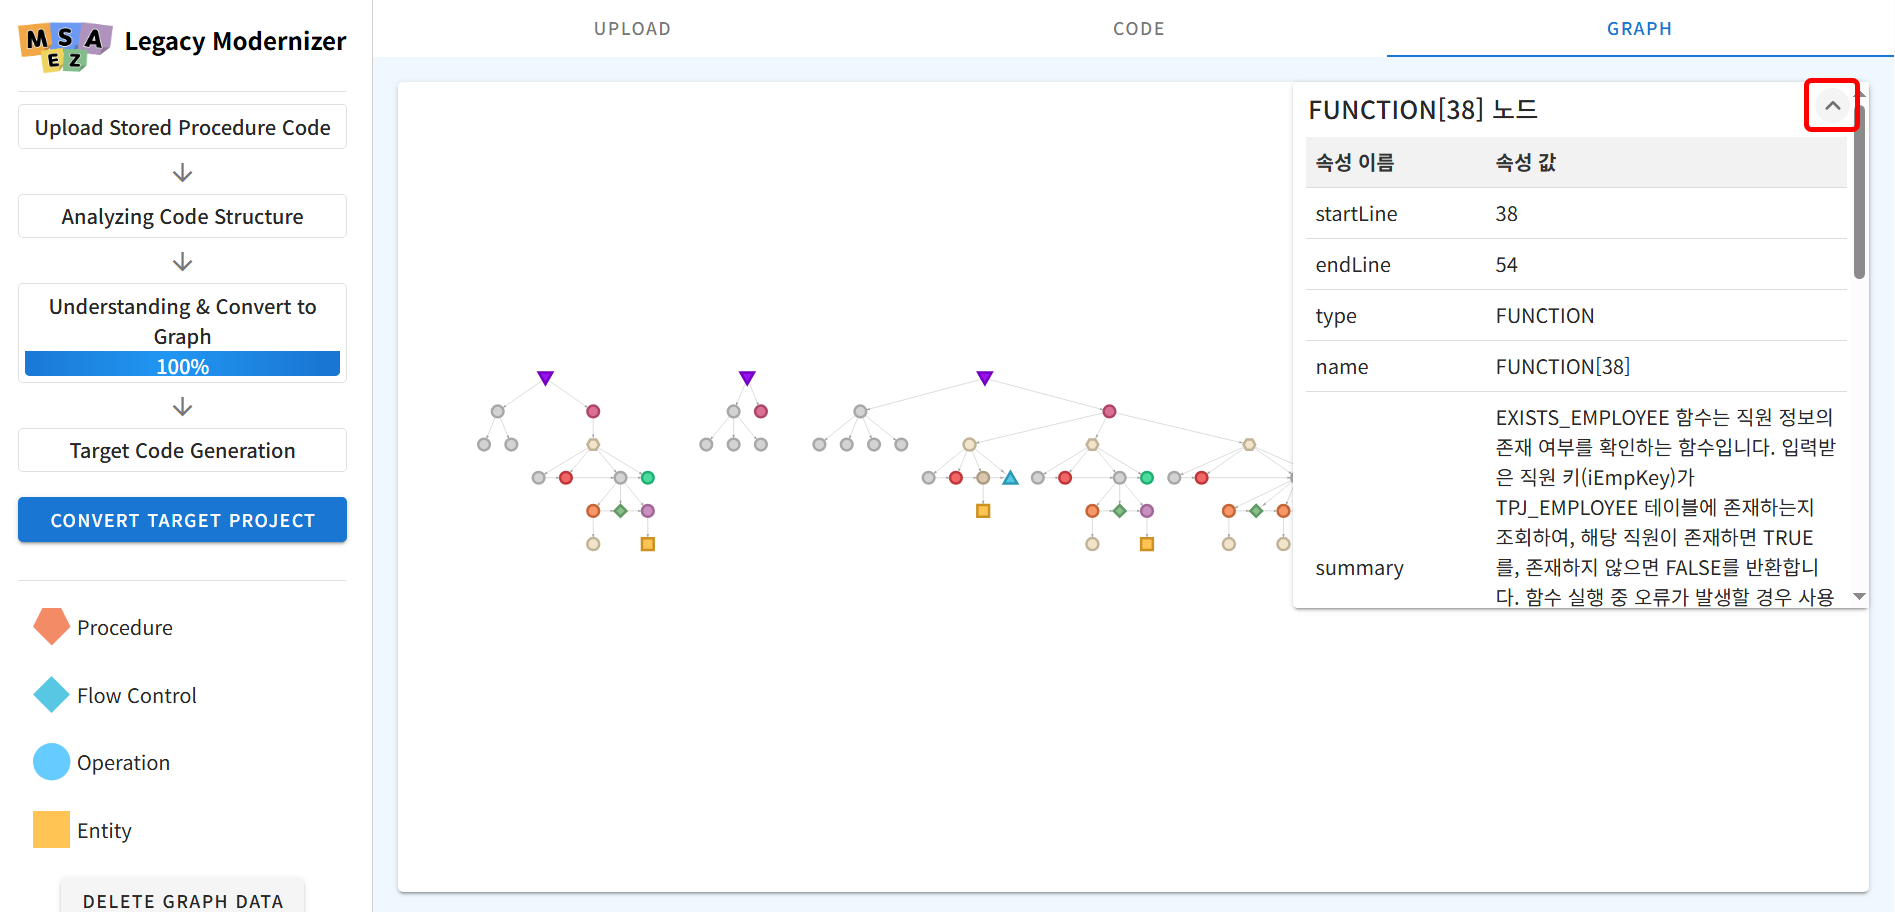 MSA EZ Legacy Modernizer
UPLOAD
CODE
GRAPH
Upload Stored Procedure Code
Analyzing Code Structure
Understanding & Convert to
Graph
100%
Target Code Generation
CONVERT TARGET PROJECT
Procedure
Flow Control
Operation
Entity
DELETE GRAPH DATA
FUNCTION[38] 노드
속성 이름 속성 값
startLine 38
endLine 54
type FUNCTION
name FUNCTION[38]
summary
EXISTS_EMPLOYEE 함수는 직원 정보의
존재 여부를 확인하는 함수입니다. 입력받
은 직원 키(iEmpKey)가
TPJ_EMPLOYEE 테이블에 존재하는지
조회하여, 해당 직원이 존재하면 TRUE
를, 존재하지 않으면 FALSE를 반환합니
다. 함수 실행 중 오류가 발생할 경우 사용